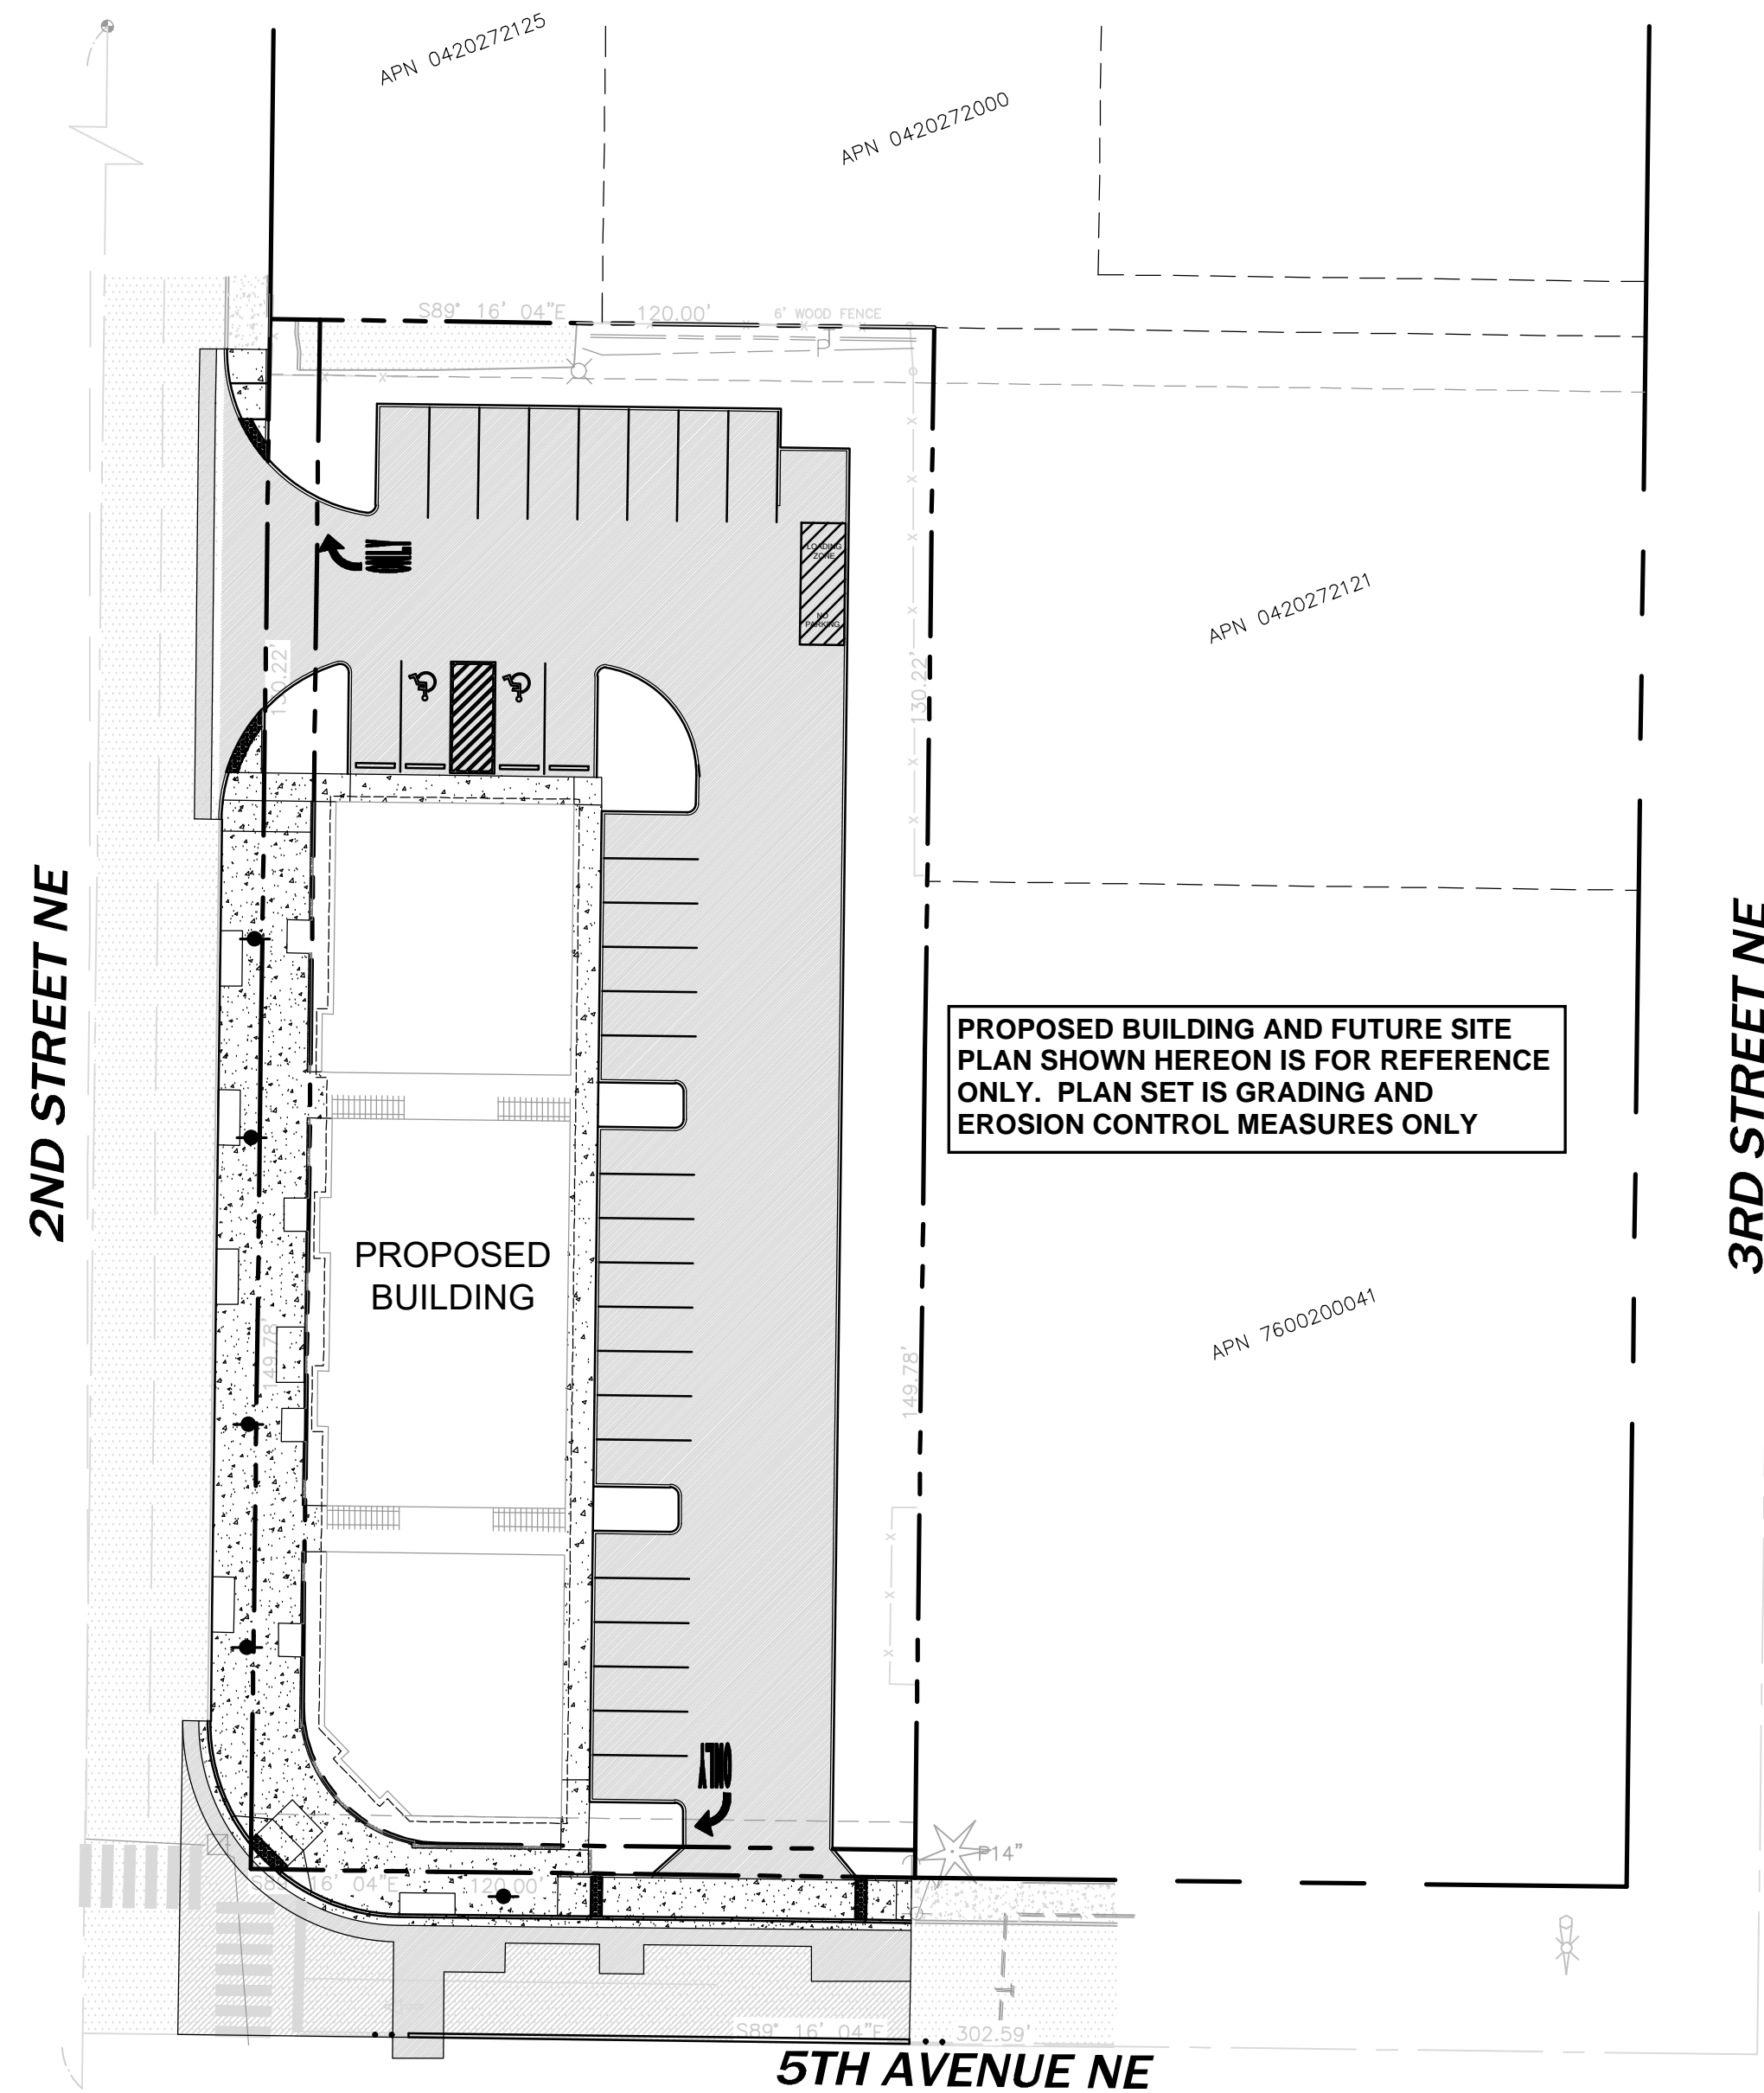 APN 0420272125
APN 0420272000
S89° 16' 04"E
120.00'
6' WOOD FENCE
P
ONLY
LOADING
ZONE
NO
PARKING
130.22'
130.22'
APN 0420272121
2ND STREET NE
3RD STREET NE
PROPOSED BUILDING AND FUTURE SITE
PLAN SHOWN HEREON IS FOR REFERENCE
ONLY. PLAN SET IS GRADING AND
EROSION CONTROL MEASURES ONLY
PROPOSED
BUILDING
149.78'
149.78'
APN 7600200041
ONLY
P14"
S89° 16' 04"E
120.00'
S89° 16' 04"E
302.59'
5TH AVENUE NE